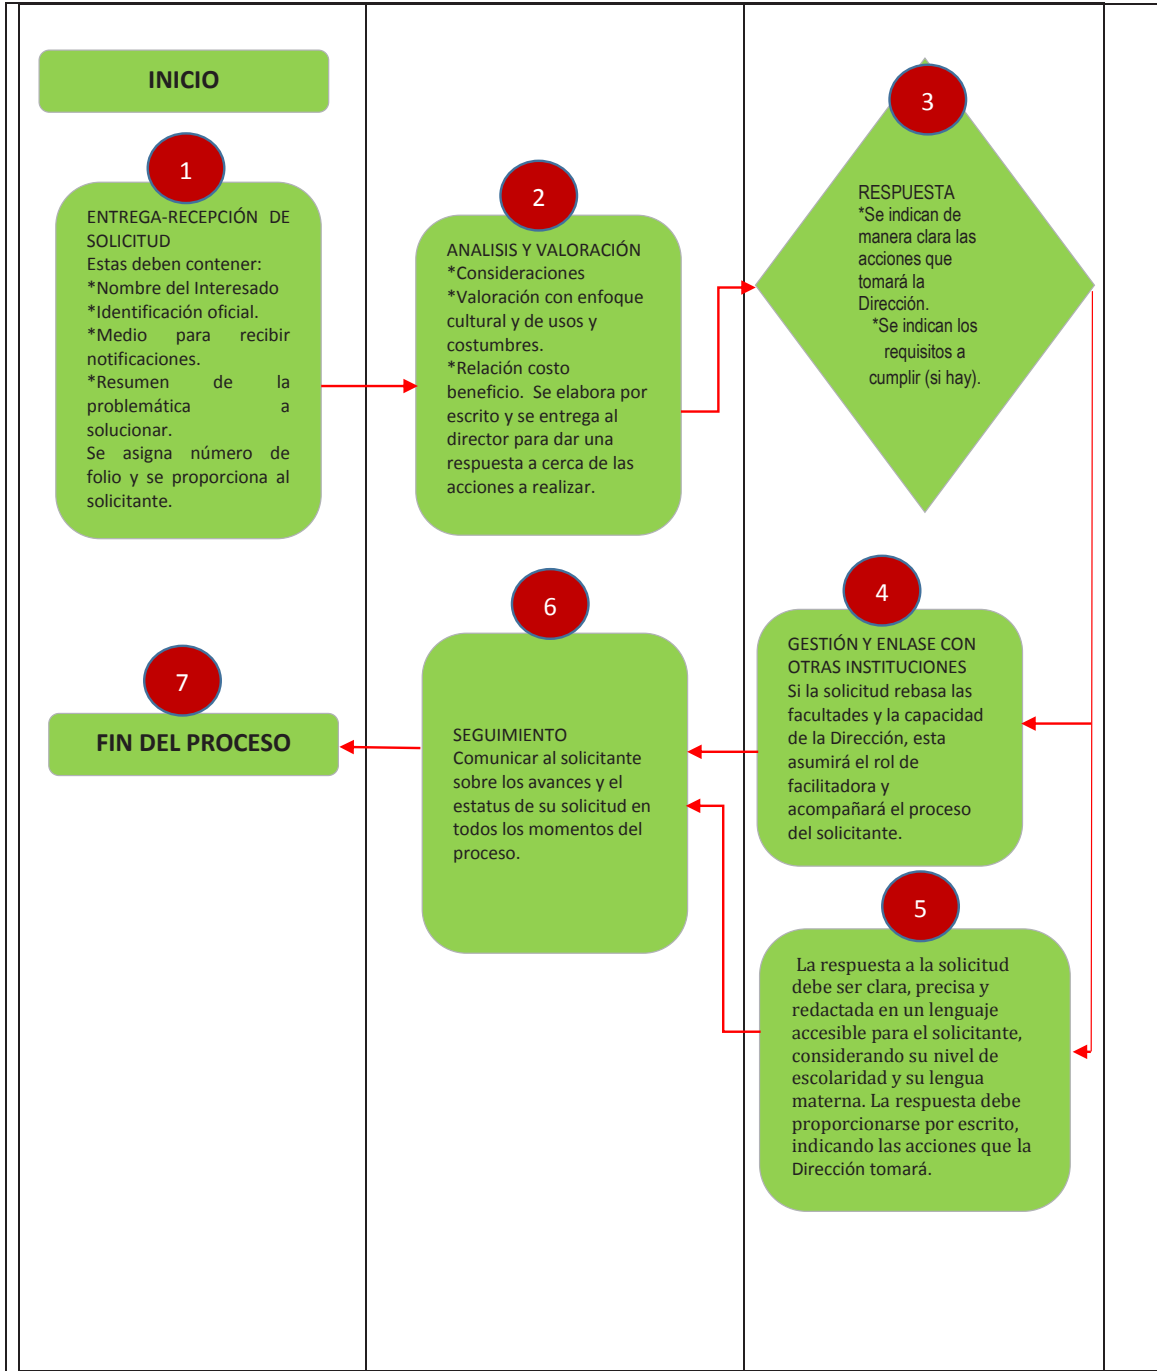 INICIO
1
ENTREGA-RECEPCIÓN DE
SOLICITUD
Estas deben contener:
*Nombre del Interesado
*Identificación oficial.
*Medio para recibir
notificaciones.
*Resumen de la
problemática a
solucionar.
Se asigna número de
folio y se proporciona al
solicitante.
2
ANALISIS Y VALORACIÓN
*Consideraciones
*Valoración con enfoque
cultural y de usos y
costumbres.
*Relación costo
beneficio. Se elabora por
escrito y se entrega al
director para dar una
respuesta a cerca de las
acciones a realizar.
3
RESPUESTA
*Se indican de
manera clara las
acciones que
tomará la
Dirección.
*Se indican los
requisitos a
cumplir (si hay).
4
GESTIÓN Y ENLASE CON
OTRAS INSTITUCIONES
Si la solicitud rebasa las
facultades y la capacidad
de la Dirección, esta
asumirá el rol de
facilitadora y
acompañará el proceso
del solicitante.
5
La respuesta a la solicitud
debe ser clara, precisa y
redactada en un lenguaje
accesible para el solicitante,
considerando su nivel de
escolaridad y su lengua
materna. La respuesta debe
proporcionarse por escrito,
indicando las acciones que la
Dirección tomará.
6
SEGUIMIENTO
Comunicar al solicitante
sobre los avances y el
estatus de su solicitud en
todos los momentos del
proceso.
7
FIN DEL PROCESO